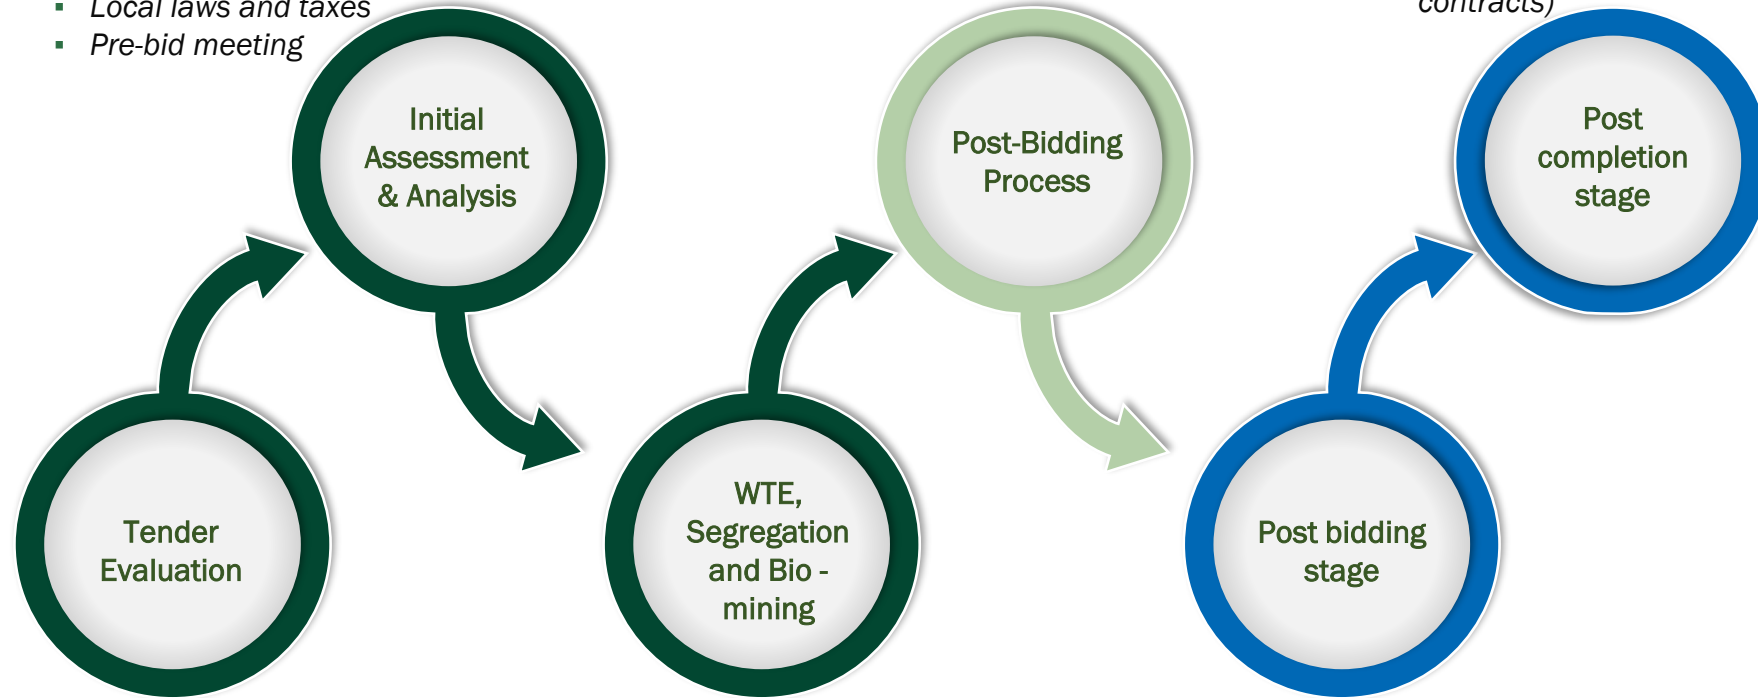 ▪ Local laws and taxes
▪ Pre-bid meeting
contracts)
Initial
Assessment
& Analysis
Post-Bidding
Process
Post
completion
stage
Tender
Evaluation
WTE,
Segregation
and Bio -
mining
Post bidding
stage